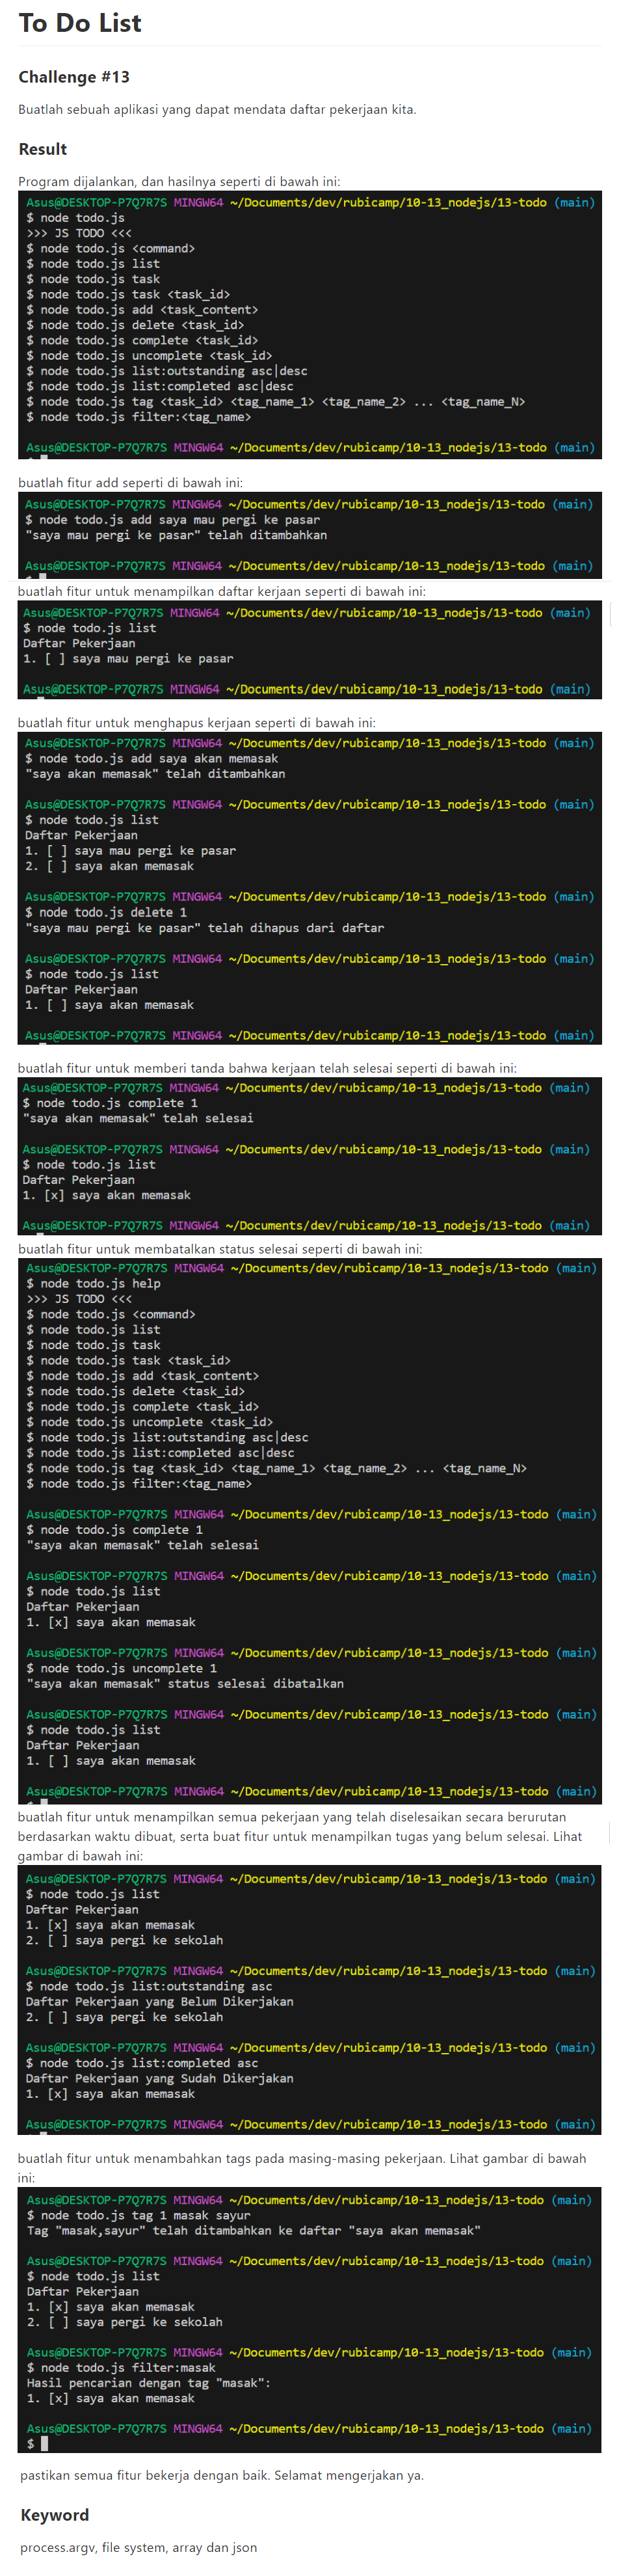 To Do List
Challenge #13
Buatlah sebuah aplikasi yang dapat mendata daftar pekerjaan kita.
Result
Program dijalankan, dan hasilnya seperti di bawah ini:
Asus@DESKTOP-P7Q7R7S MINGW64 ~/Documents/dev/rubicamp/10-13_nodejs/13-todo (main)
$ node todo.js
>>> JS TODO <<<
$ node todo.js <command>
$ node todo.js list
$ node todo.js task
$ node todo.js task <task_id>
$ node todo.js add <task_content>
$ node todo.js delete <task_id>
$ node todo.js complete <task_id>
$ node todo.js uncomplete <task_id>
$ node todo.js list:outstanding asc|desc
$ node todo.js list:completed asc|desc
$ node todo.js tag <task_id> <tag_name_1> <tag_name_2> ... <tag_name_N>
$ node todo.js filter:<tag_name>
Asus@DESKTOP-P7Q7R7S MINGW64 ~/Documents/dev/rubicamp/10-13_nodejs/13-todo (main)
buatlah fitur add seperti di bawah ini:
Asus@DESKTOP-P7Q7R7S MINGW64 ~/Documents/dev/rubicamp/10-13_nodejs/13-todo (main)
$ node todo.js add saya mau pergi ke pasar
"saya mau pergi ke pasar" telah ditambahkan
Asus@DESKTOP-P7Q7R7S MINGW64 ~/Documents/dev/rubicamp/10-13_nodejs/13-todo (main)
buatlah fitur untuk menampilkan daftar kerjaan seperti di bawah ini:
Asus@DESKTOP-P7Q7R7S MINGW64 ~/Documents/dev/rubicamp/10-13_nodejs/13-todo (main)
$ node todo.js list
Daftar Pekerjaan
1. [ ] saya mau pergi ke pasar
Asus@DESKTOP-P7Q7R7S MINGW64 ~/Documents/dev/rubicamp/10-13_nodejs/13-todo (main)
buatlah fitur untuk menghapus kerjaan seperti di bawah ini:
Asus@DESKTOP-P7Q7R7S MINGW64 ~/Documents/dev/rubicamp/10-13_nodejs/13-todo (main)
$ node todo.js add saya akan memasak
"saya akan memasak" telah ditambahkan
Asus@DESKTOP-P7Q7R7S MINGW64 ~/Documents/dev/rubicamp/10-13_nodejs/13-todo (main)
$ node todo.js list
Daftar Pekerjaan
1. [ ] saya mau pergi ke pasar
2. [ ] saya akan memasak
Asus@DESKTOP-P7Q7R7S MINGW64 ~/Documents/dev/rubicamp/10-13_nodejs/13-todo (main)
$ node todo.js delete 1
"saya mau pergi ke pasar" telah dihapus dari daftar
Asus@DESKTOP-P7Q7R7S MINGW64 ~/Documents/dev/rubicamp/10-13_nodejs/13-todo (main)
$ node todo.js list
Daftar Pekerjaan
1. [ ] saya akan memasak
Asus@DESKTOP-P7Q7R7S MINGW64 ~/Documents/dev/rubicamp/10-13_nodejs/13-todo (main)
buatlah fitur untuk memberi tanda bahwa kerjaan telah selesai seperti di bawah ini:
Asus@DESKTOP-P7Q7R7S MINGW64 ~/Documents/dev/rubicamp/10-13_nodejs/13-todo (main)
$ node todo.js complete 1
"saya akan memasak" telah selesai
Asus@DESKTOP-P7Q7R7S MINGW64 ~/Documents/dev/rubicamp/10-13_nodejs/13-todo (main)
$ node todo.js list
Daftar Pekerjaan
1. [x] saya akan memasak
Asus@DESKTOP-P7Q7R7S MINGW64 ~/Documents/dev/rubicamp/10-13_nodejs/13-todo (main)
buatlah fitur untuk membatalkan status selesai seperti di bawah ini:
Asus@DESKTOP-P7Q7R7S MINGW64 ~/Documents/dev/rubicamp/10-13_nodejs/13-todo (main)
$ node todo.js help
>>> JS TODO <<<
$ node todo.js <command>
$ node todo.js list
$ node todo.js task
$ node todo.js task <task_id>
$ node todo.js add <task_content>
$ node todo.js delete <task_id>
$ node todo.js complete <task_id>
$ node todo.js uncomplete <task_id>
$ node todo.js list:outstanding asc|desc
$ node todo.js list:completed asc|desc
$ node todo.js tag <task_id> <tag_name_1> <tag_name_2> ... <tag_name_N>
$ node todo.js filter:<tag_name>
Asus@DESKTOP-P7Q7R7S MINGW64 ~/Documents/dev/rubicamp/10-13_nodejs/13-todo (main)
$ node todo.js complete 1
"saya akan memasak" telah selesai
Asus@DESKTOP-P7Q7R7S MINGW64 ~/Documents/dev/rubicamp/10-13_nodejs/13-todo (main)
$ node todo.js list
Daftar Pekerjaan
1. [x] saya akan memasak
Asus@DESKTOP-P7Q7R7S MINGW64 ~/Documents/dev/rubicamp/10-13_nodejs/13-todo (main)
$ node todo.js uncomplete 1
"saya akan memasak" status selesai dibatalkan
Asus@DESKTOP-P7Q7R7S MINGW64 ~/Documents/dev/rubicamp/10-13_nodejs/13-todo (main)
$ node todo.js list
Daftar Pekerjaan
1. [ ] saya akan memasak
Asus@DESKTOP-P7Q7R7S MINGW64 ~/Documents/dev/rubicamp/10-13_nodejs/13-todo (main)
buatlah fitur untuk menampilkan semua pekerjaan yang telah diselesaikan secara berurutan
berdasarkan waktu dibuat, serta buat fitur untuk menampilkan tugas yang belum selesai. Lihat
gambar di bawah ini:
Asus@DESKTOP-P7Q7R7S MINGW64 ~/Documents/dev/rubicamp/10-13_nodejs/13-todo (main)
$ node todo.js list
Daftar Pekerjaan
1. [x] saya akan memasak
2. [ ] saya pergi ke sekolah
Asus@DESKTOP-P7Q7R7S MINGW64 ~/Documents/dev/rubicamp/10-13_nodejs/13-todo (main)
$ node todo.js list:outstanding asc
Daftar Pekerjaan yang Belum Dikerjakan
2. [ ] saya pergi ke sekolah
Asus@DESKTOP-P7Q7R7S MINGW64 ~/Documents/dev/rubicamp/10-13_nodejs/13-todo (main)
$ node todo.js list:completed asc
Daftar Pekerjaan yang Sudah Dikerjakan
1. [x] saya akan memasak
Asus@DESKTOP-P7Q7R7S MINGW64 ~/Documents/dev/rubicamp/10-13_nodejs/13-todo (main)
buatlah fitur untuk menambahkan tags pada masing-masing pekerjaan. Lihat gambar di bawah
ini:
Asus@DESKTOP-P7Q7R7S MINGW64 ~/Documents/dev/rubicamp/10-13_nodejs/13-todo (main)
$ node todo.js tag 1 masak sayur
Tag "masak,sayur" telah ditambahkan ke daftar "saya akan memasak"
Asus@DESKTOP-P7Q7R7S MINGW64 ~/Documents/dev/rubicamp/10-13_nodejs/13-todo (main)
$ node todo.js list
Daftar Pekerjaan
1. [x] saya akan memasak
2. [ ] saya pergi ke sekolah
Asus@DESKTOP-P7Q7R7S MINGW64 ~/Documents/dev/rubicamp/10-13_nodejs/13-todo (main)
$ node todo.js filter:masak
Hasil pencarian dengan tag "masak":
1. [x] saya akan memasak
Asus@DESKTOP-P7Q7R7S MINGW64 ~/Documents/dev/rubicamp/10-13_nodejs/13-todo (main)
$
pastikan semua fitur bekerja dengan baik. Selamat mengerjakan ya.
Keyword
process.argv, file system, array dan json